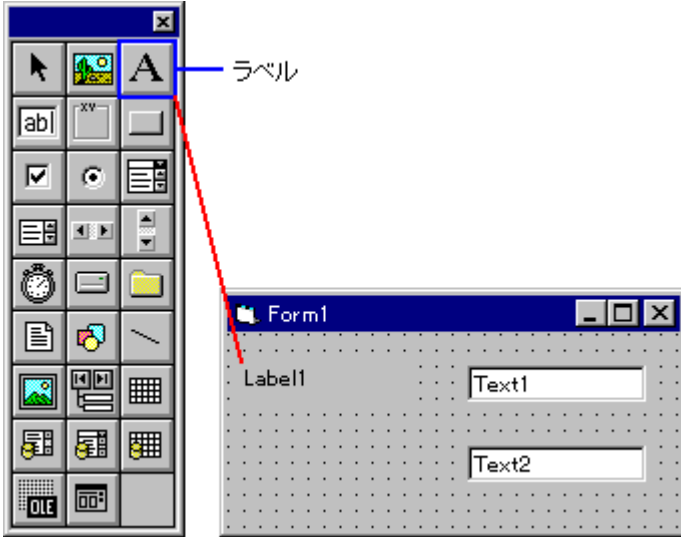 A
ラベル
ab
xv
OLE
Form1
Label1
Text1
Text2